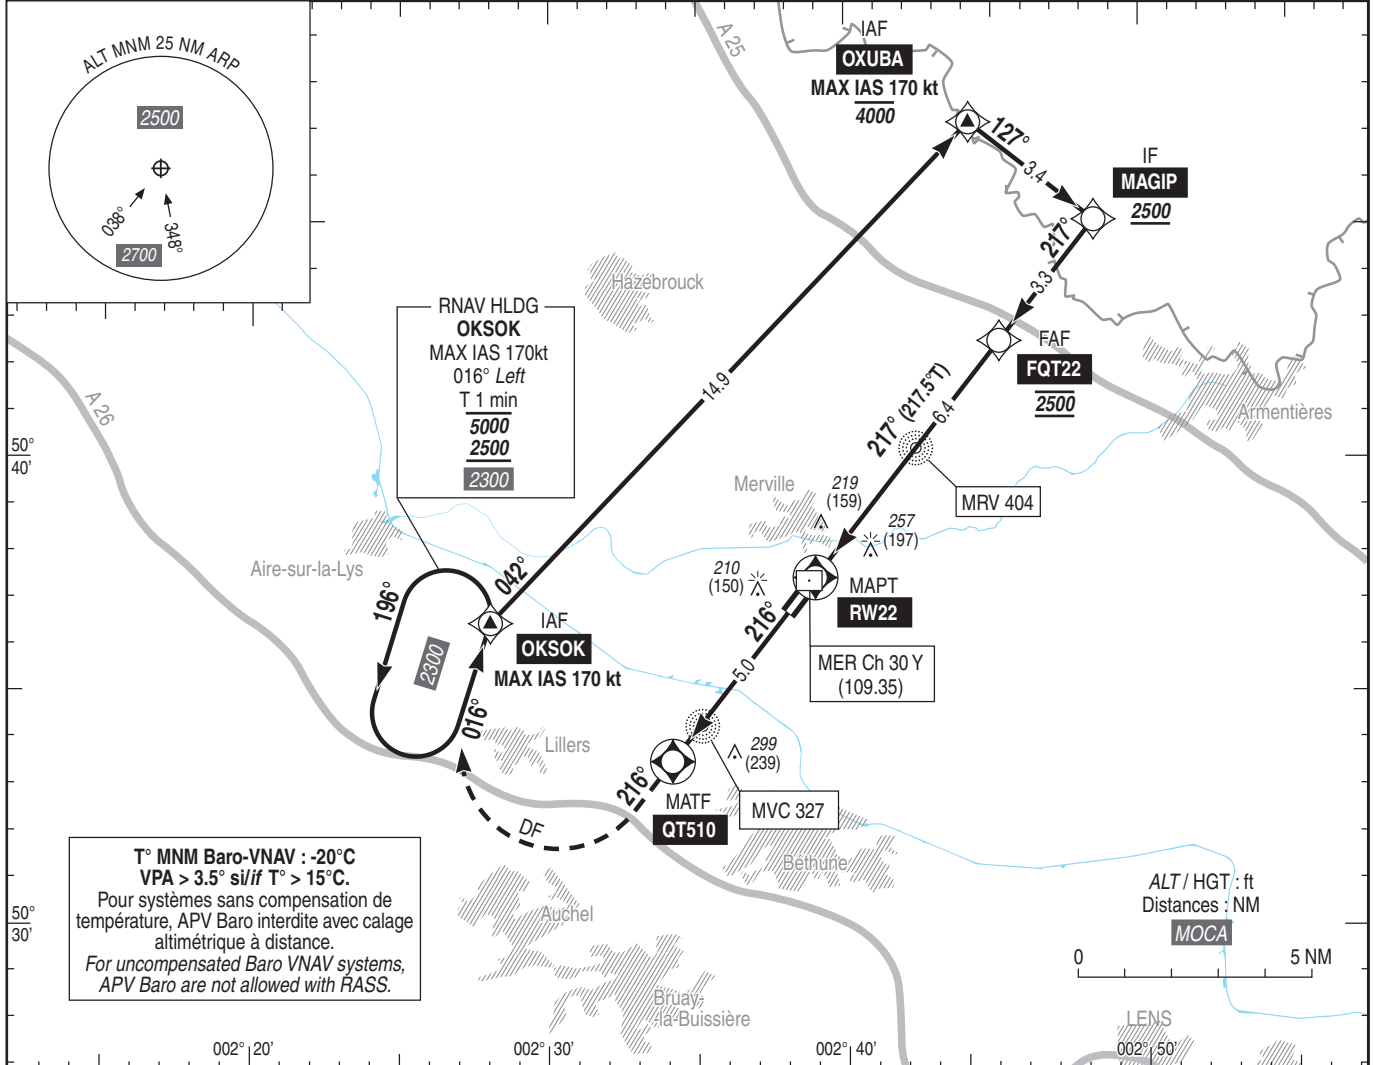 ALT MNM 25 NM ARP
2500
038°
348°
2700
A 25
IAF
OXUBA
MAX IAS 170 kt
4000
127°
3.4
IF
MAGIP
2500
217°
3.3
FAF
FQT22
2500
Hazebrouck
RNAV HLDG
OKSOK
MAX IAS 170kt
016° Left
T 1 min
5000
2500
2300
14.9
217° (217.5°T)
6.4
Armentières
A 26
50°
40'
Merville
219
(159)
MRV 404
257
(197)
210
(150)
Aire-sur-la-Lys
042°
196°
2300
016°
IAF
OKSOK
MAX IAS 170 kt
MAPT
RW22
216°
5.0
MER Ch 30 Y
(109.35)
Lillers
299
(239)
216°
MATF
QT510
MVC 327
DF
Béthune
T° MNM Baro-VNAV : -20°C
VPA > 3.5° si/if T° > 15°C.
Pour systèmes sans compensation de
température, APV Baro interdite avec calage
altimétrique à distance.
For uncompensated Baro VNAV systems,
APV Baro are not allowed with RASS.
Auchel
50°
30'
ALT / HGT : ft
Distances : NM
MOCA
0 5 NM
Bruay-
-la-Buissière
LENS
002° 20' 002° 30' 002° 40' 002° 50'